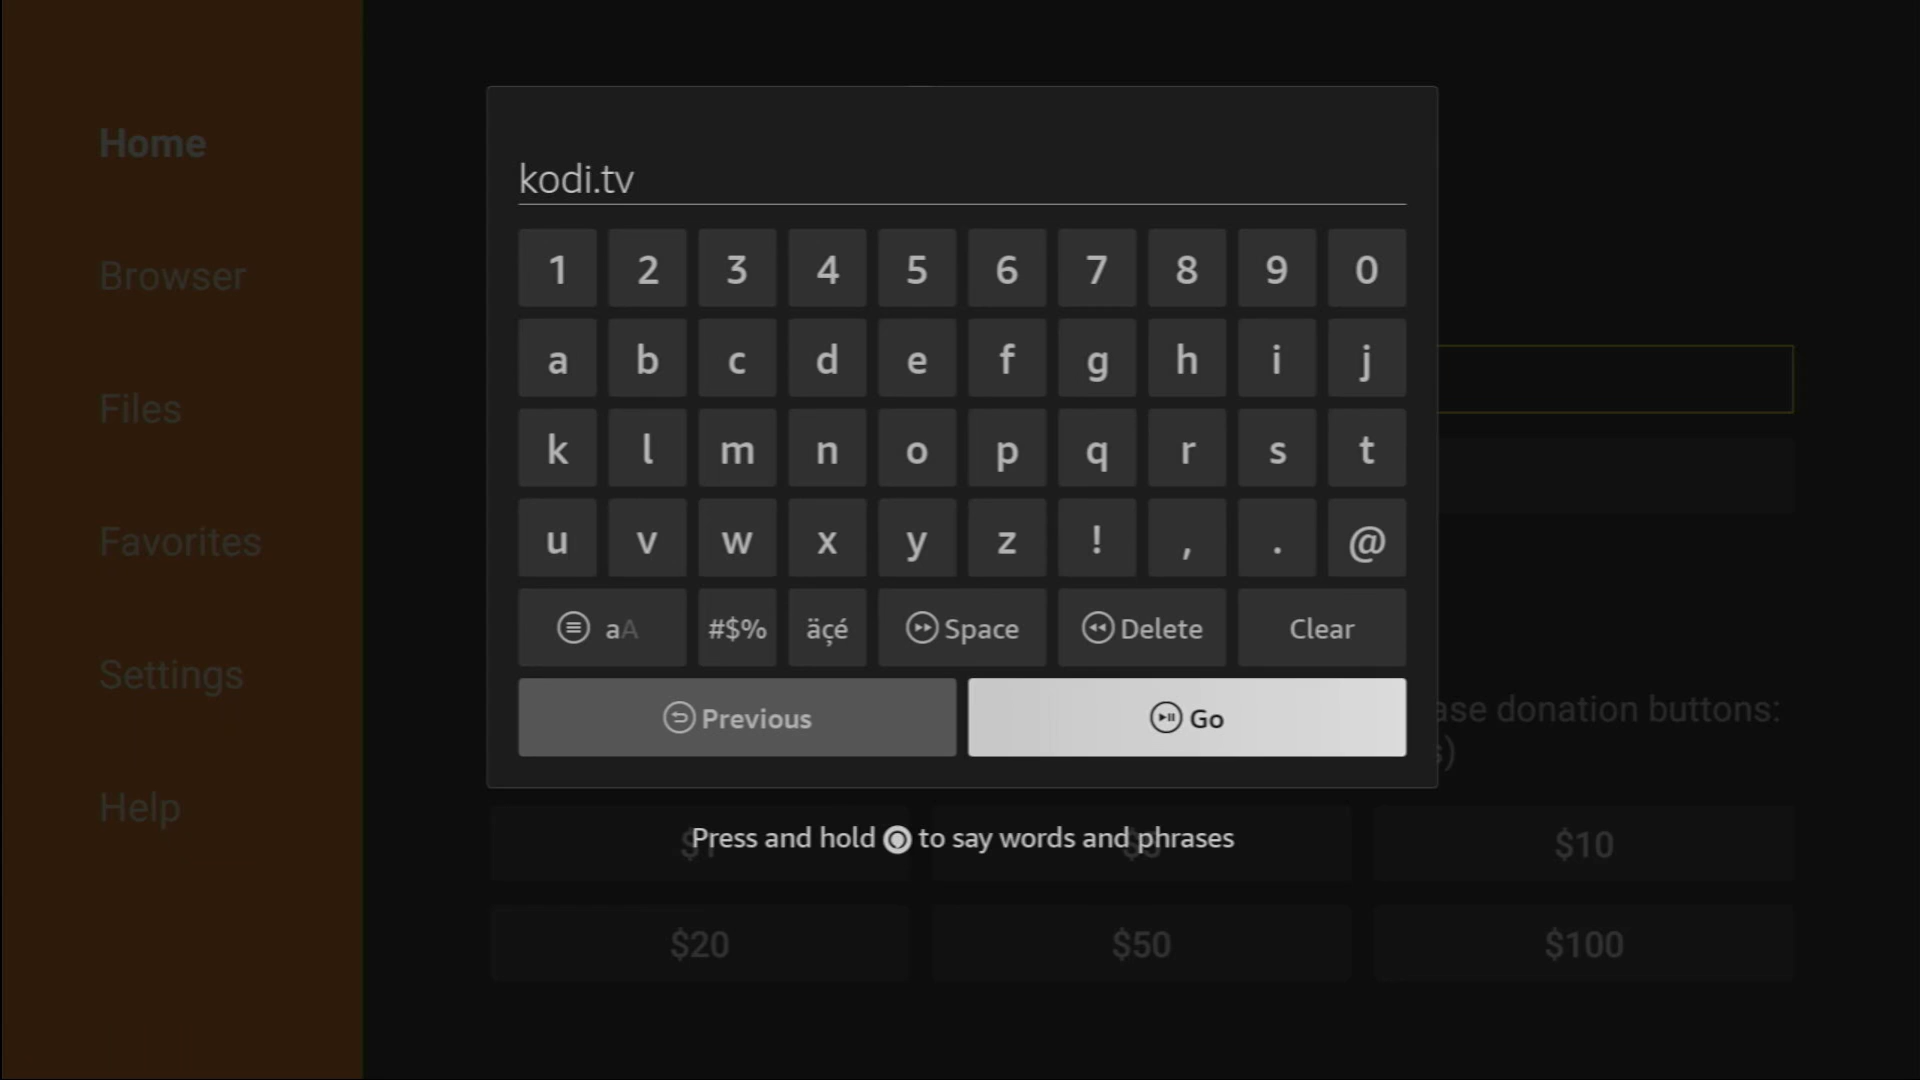 Home
Browser
Files
Favorites
Settings
Help
kodi.tv
1 2 3 4 5 6 7 8 9 0
a b c d e f g h i j
k l m n o p q r s t
u v w x y z ! , . @
aA #$% äçé Space Delete Clear
Previous Go
donation buttons:
Press and hold to say words and phrases
$10
$20 $50 $100